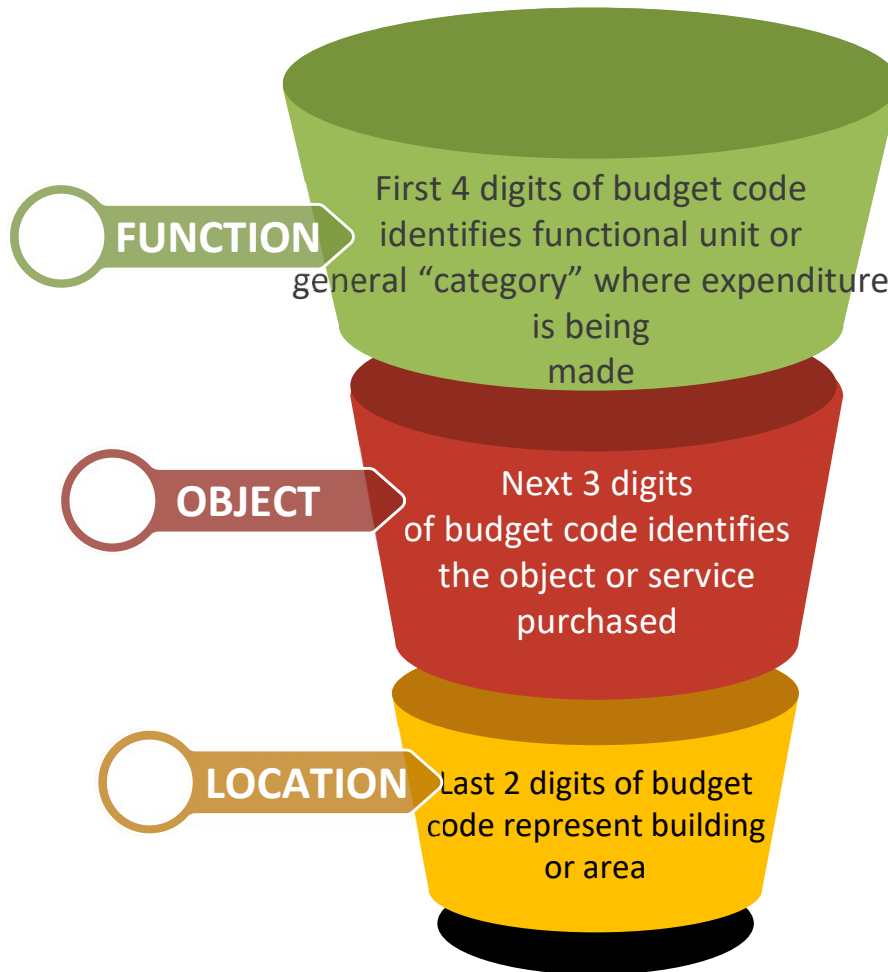 First 4 digits of budget code
FUNCTION
identifies functional unit or
general “category” where expenditure
is being
made
OBJECT
Next 3 digits
of budget code identifies
the object or service
purchased
LOCATION
Last 2 digits of budget
code represent building
or area